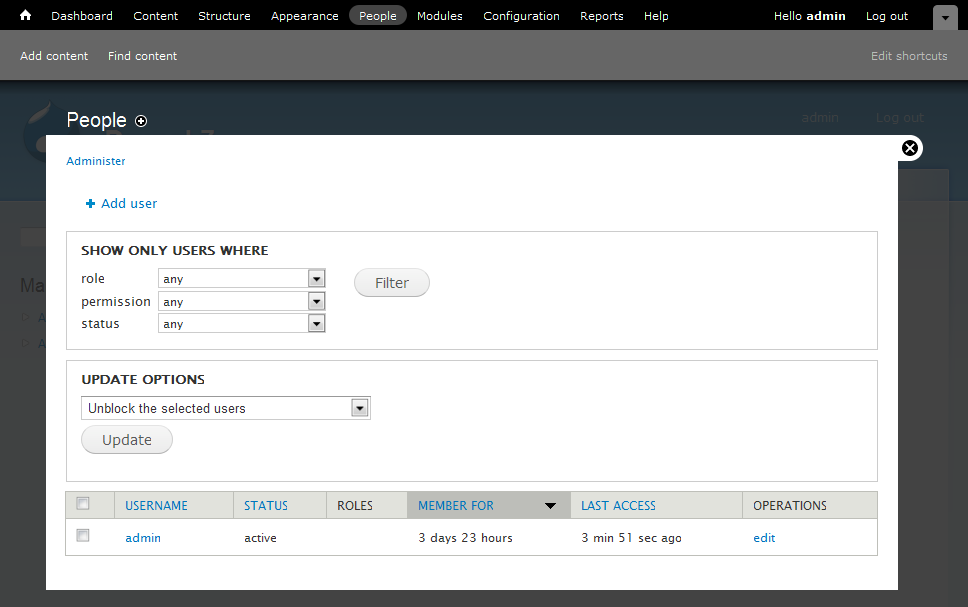 Dashboard Content Structure Appearance People Modules Configuration Reports Help Hello admin Log out
Add content Find content Edit shortcuts
admin Log out
People
Administer
Add user
SHOW ONLY USERS WHERE
role any Filter
permission any
status any
UPDATE OPTIONS
Unblock the selected users
Update
USERNAME STATUS ROLES MEMBER FOR LAST ACCESS OPERATIONS
admin active 3 days 23 hours 3 min 51 sec ago edit